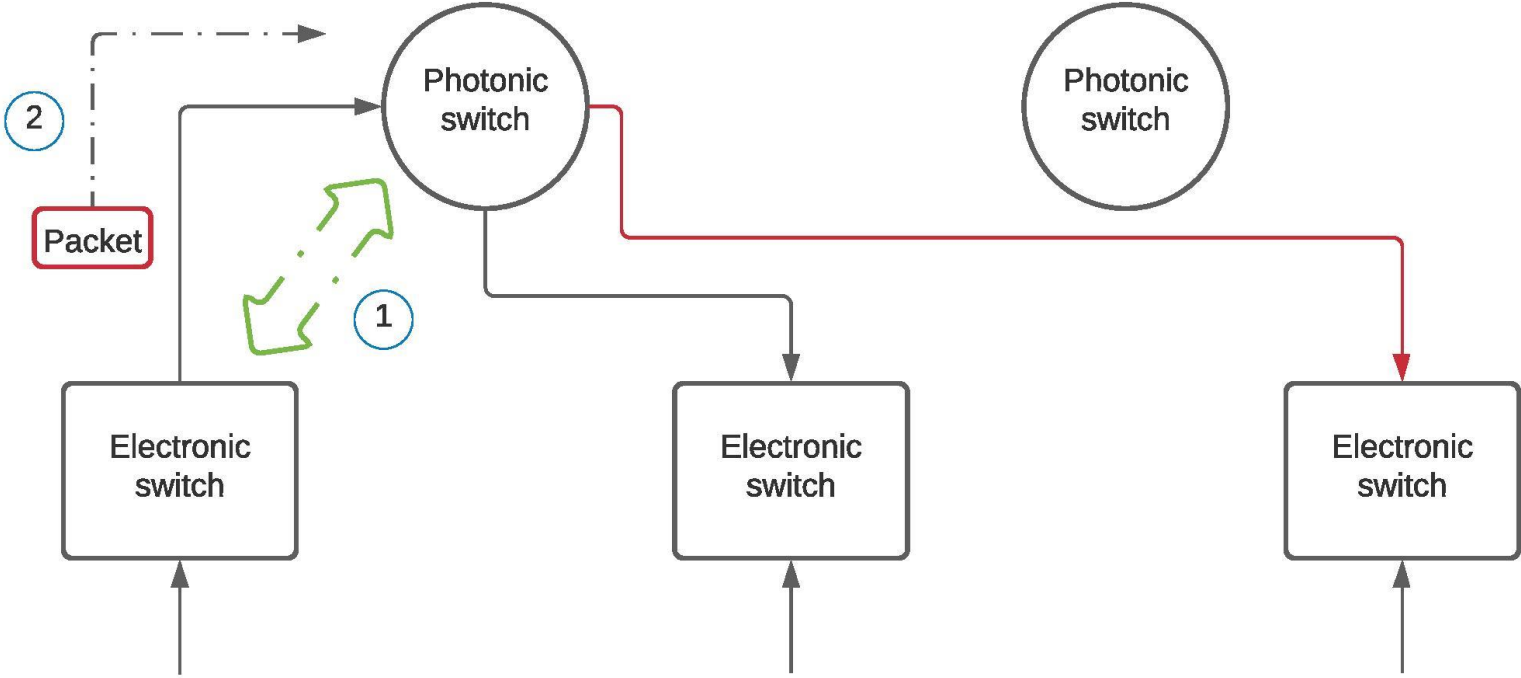 Photonic
switch
Photonic
switch
2
Packet
1
Electronic
switch
Electronic
switch
Electronic
switch